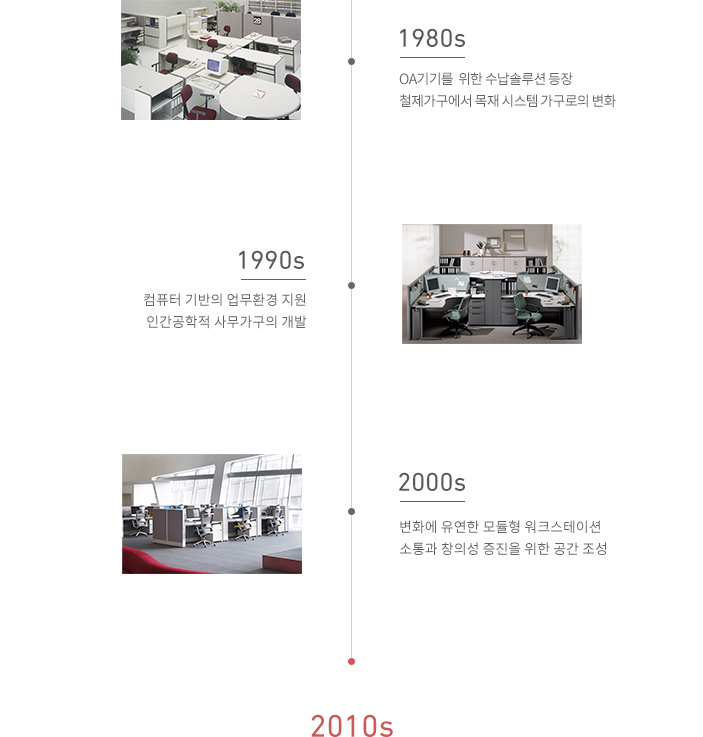 28
1980s
OA기기를 위한 수납솔루션 등장
철제가구에서 목재 시스템 가구로의 변화
1990s
컴퓨터 기반의 업무환경 지원
인간공학적 사무가구의 개발
2000s
변화에 유연한 모듈형 워크스테이션
소통과 창의성 증진을 위한 공간 조성
2010s